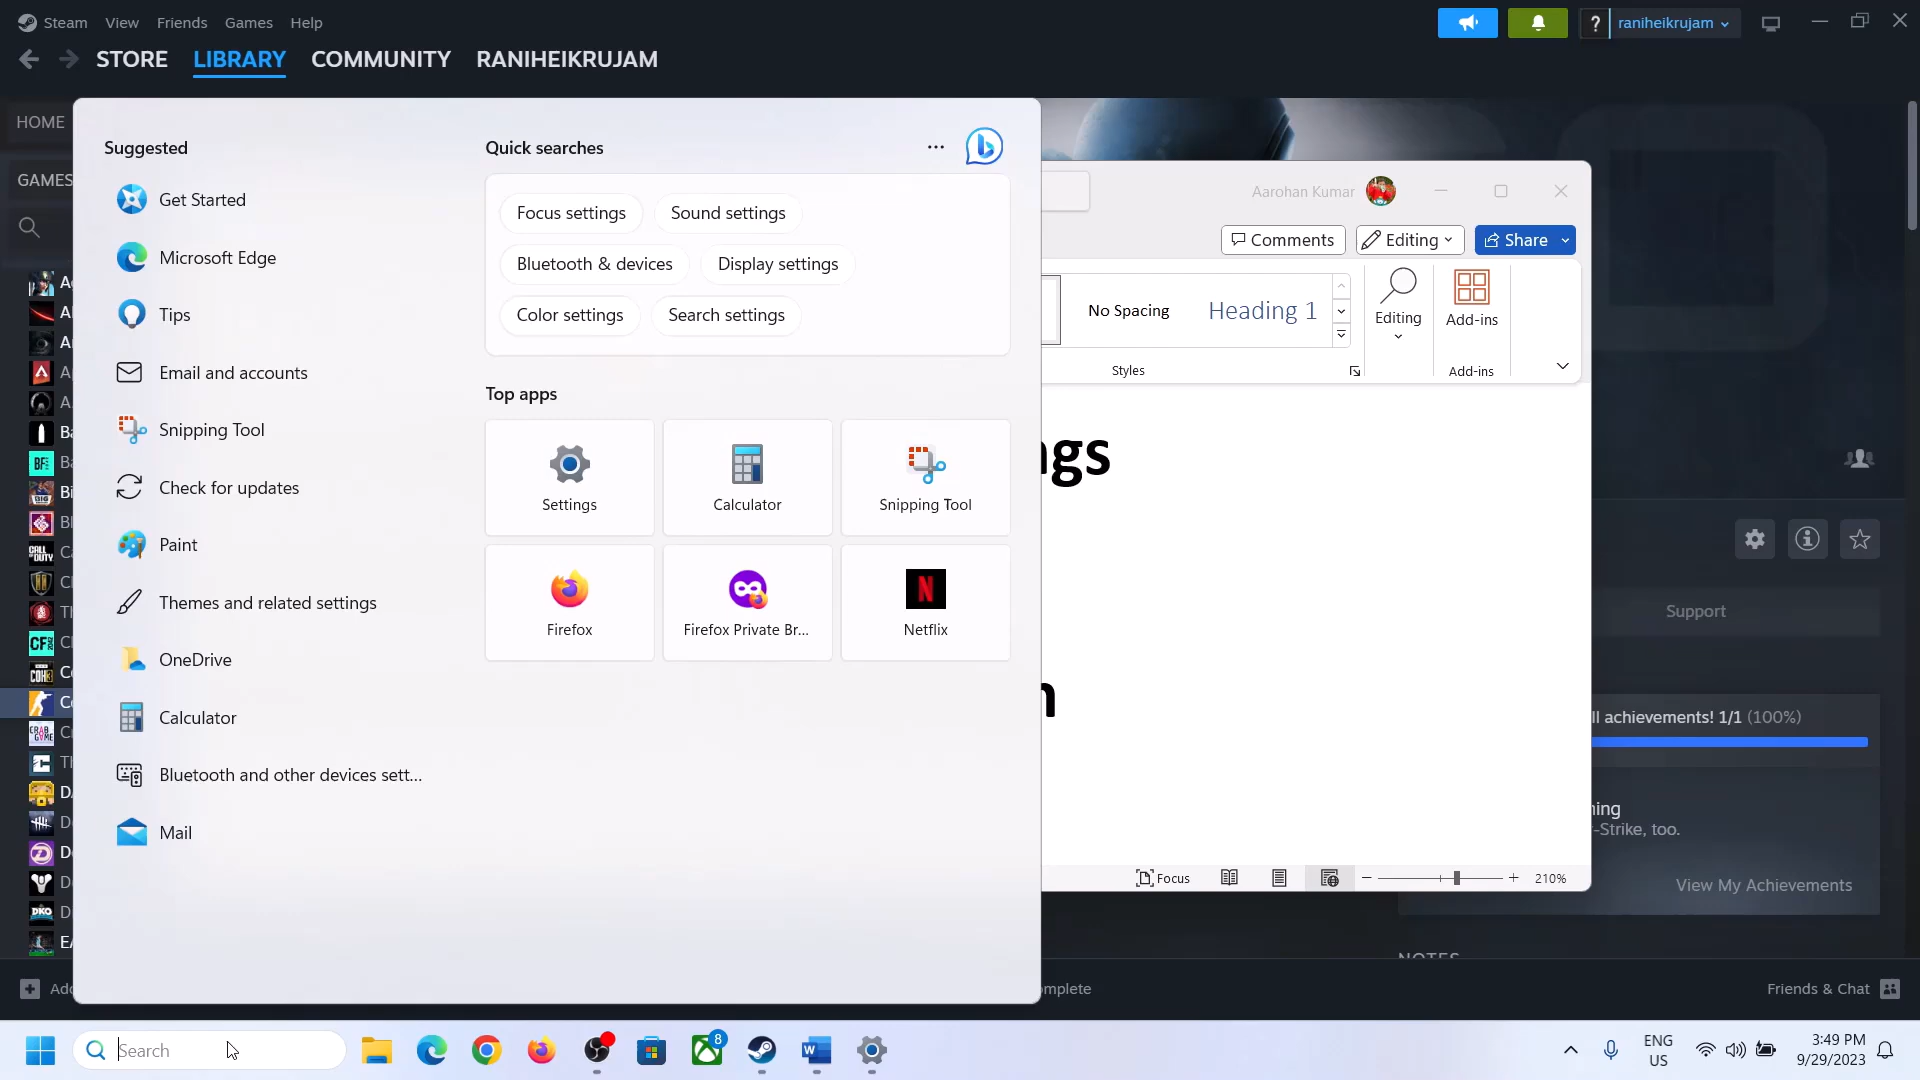 Steam View Friends Games Help
raniheikrujam
STORE LIBRARY COMMUNITY RANIHEIKRUJAM
HOME
GAMES
Suggested
Get Started
Microsoft Edge
Tips
Email and accounts
Snipping Tool
Check for updates
Paint
Themes and related settings
OneDrive
Calculator
Bluetooth and other devices sett...
Mail
Quick searches
Focus settings Sound settings
Bluetooth & devices Display settings
Color settings Search settings
Top apps
Settings Calculator Snipping Tool
Firefox Firefox Private Br... Netflix
Aarohan Kumar
Comments Editing Share
No Spacing Heading 1
Editing Add-ins
Styles Add-ins
ngs
n
Focus 210%
Support
ll achievements! 1/1 (100%)
ning
-Strike, too.
View My Achievements
NOTES
Add
omplete
Friends & Chat
Search
8
ENG
US
3:49 PM
9/29/2023